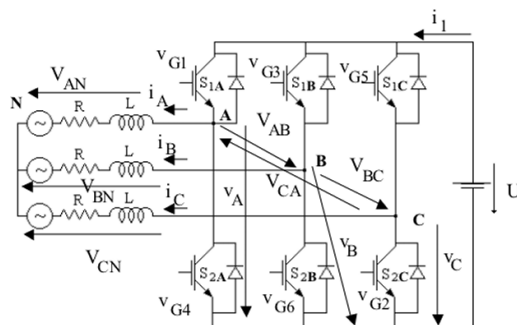 i1
vG1
vG3
vG5
S1A
S1B
S1C
VAN
N
R
L
iA
A
VAB
iB
R
L
B
VBC
VBN
VCA
U
R
L
iC
vA
C
VCN
vB
vC
S2A
S2B
S2C
vG4
vG6
vG2